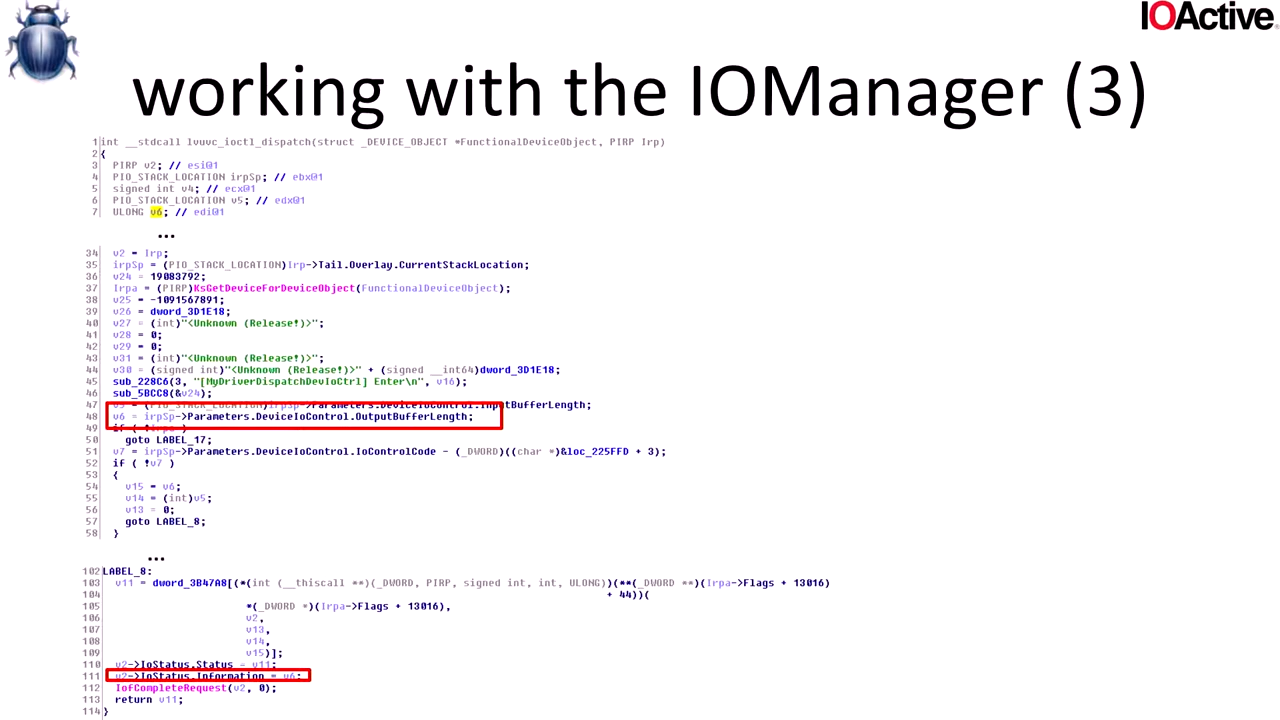 IOActive
working with the IOManager (3)
1 int __stdcall lvuvc_ioctl_dispatch(struct _DEVICE_OBJECT *FunctionalDeviceObject, PIRP Irp)
2 {
3 PIRP v2; // esi@1
4 PIO_STACK_LOCATION irpSp; // ebx@1
5 signed int v4; // ecx@1
6 PIO_STACK_LOCATION v5; // edx@1
7 ULONG v6; // edi@1
...
34 v2 = Irp;
35 irpSp = (PIO_STACK_LOCATION)Irp->Tail.Overlay.CurrentStackLocation;
36 v24 = 19083792;
37 Irpa = (PIRP)KsGetDeviceForDeviceObject(FunctionalDeviceObject);
38 v25 = -1091567891;
39 v26 = dword_3D1E18;
40 v27 = (int)"<Unknown (Release!)>";
41 v28 = 0;
42 v29 = 0;
43 v31 = (int)"<Unknown (Release!)>";
44 v30 = (signed int)"<Unknown (Release!)>" + (signed __int64)dword_3D1E18;
45 sub_228C6(3, "[MyDriverDispatchDevIoCtrl] Enter\n", v16);
46 sub_5BCC8(&v24);
47 v5 = (PIO_STACK_LOCATION)irpSp->Parameters.DeviceIoControl.InputBufferLength;
48 v6 = irpSp->Parameters.DeviceIoControl.OutputBufferLength;
49 if ( !Irpa )
50 goto LABEL_17;
51 v7 = irpSp->Parameters.DeviceIoControl.IoControlCode - (_DWORD)((char *)&loc_225FFD + 3);
52 if ( !v7 )
53 {
54 v15 = v6;
55 v14 = (int)v5;
56 v13 = 0;
57 goto LABEL_8;
58 }
...
102 LABEL_8:
103 v11 = dword_3B47A8[(*(int (__thiscall **)(_DWORD, PIRP, signed int, int, ULONG))(**(_DWORD **)(Irpa->Flags + 13016)
104 + 44))(
105 *(_DWORD *)(Irpa->Flags + 13016),
106 v2,
107 v13,
108 v14,
109 v15)];
110 v2->IoStatus.Status = v11;
111 v2->IoStatus.Information = v6;
112 IofCompleteRequest(v2, 0);
113 return v11;
114 }